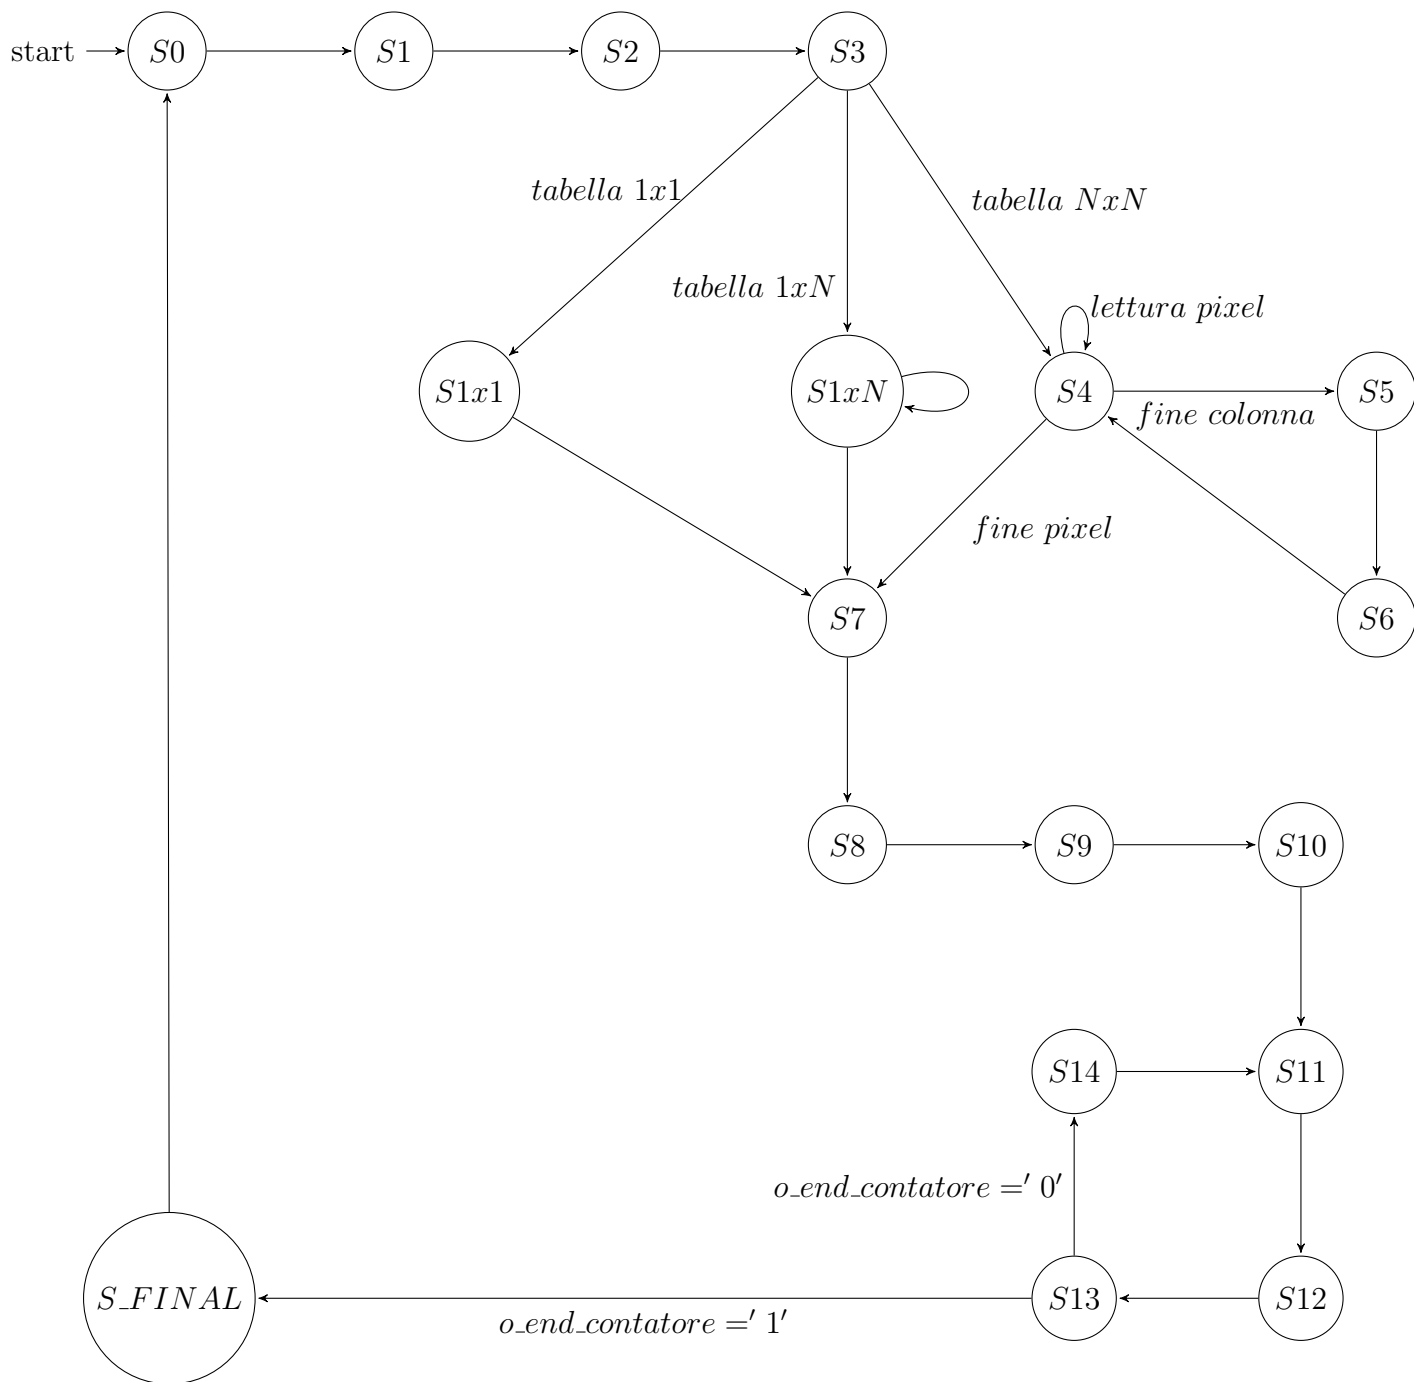 start S0 S1 S2 S3
tabella 1x1
tabella NxN
tabella 1xN
lettura pixel
S1x1 S1xN S4 S5
fine colonna
fine pixel
S7 S6
S8 S9 S10
S14 S11
o_end_contatore =' 0'
S_FINAL S13 S12
o_end_contatore =' 1'